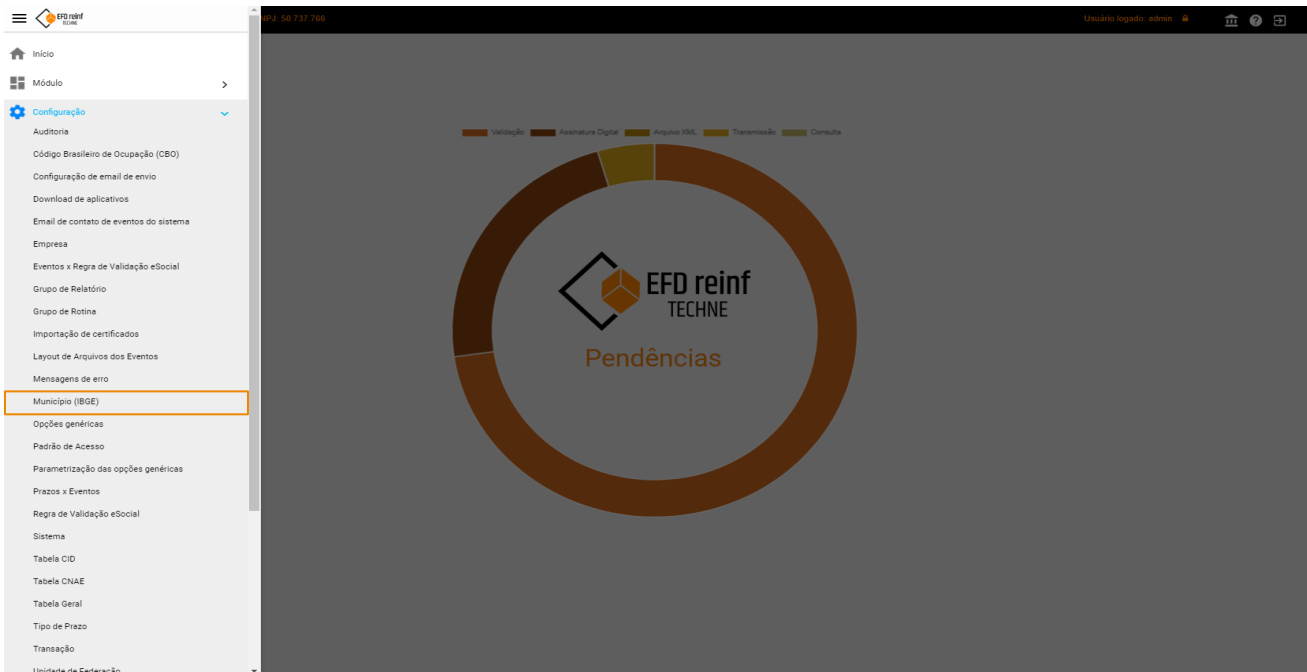 EFD reinf
TECHNE
NPJ: 50.737.766
Usuário logado: admin
Início
Módulo
Configuração
Auditoria
Código Brasileiro de Ocupação (CBO)
Configuração de email de envio
Download de aplicativos
Email de contato de eventos do sistema
Empresa
Eventos x Regra de Validação eSocial
Grupo de Relatório
Grupo de Rotina
Importação de certificados
Layout de Arquivos dos Eventos
Mensagens de erro
Município (IBGE)
Opções genéricas
Padrão de Acesso
Parametrização das opções genéricas
Prazos x Eventos
Regra de Validação eSocial
Sistema
Tabela CID
Tabela CNAE
Tabela Geral
Tipo de Prazo
Transação
Unidade de Federação
Validação Assinatura Digital Arquivo XML Transmissão Consulta
EFD reinf
TECHNE
Pendências